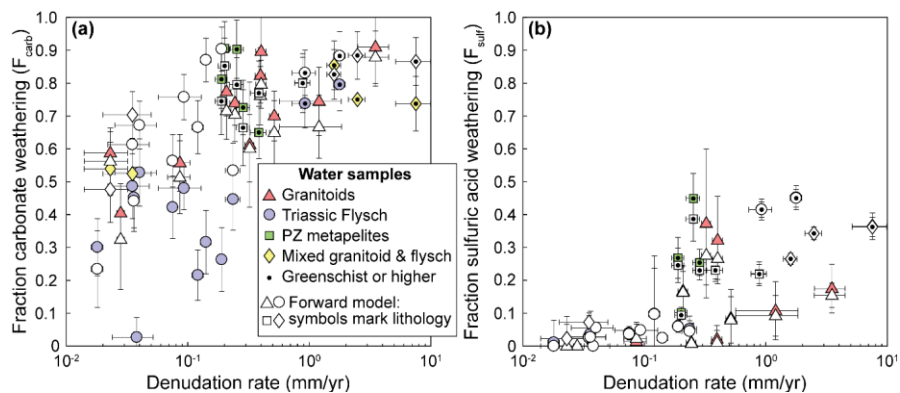 (a)
Fraction carbonate weathering (Fcarb)
1.0
0.9
0.8
0.7
0.6
0.5
0.4
0.3
0.2
0.1
0
10-2
10-1
100
101
Denudation rate (mm/yr)
Water samples
Granitoids
Triassic Flysch
PZ metapelites
Mixed granitoid & flysch
Greenschist or higher
Forward model:
symbols mark lithology
(b)
Fraction sulfuric acid weathering (Fsulf)
1.0
0.9
0.8
0.7
0.6
0.5
0.4
0.3
0.2
0.1
0
10-2
10-1
100
101
Denudation rate (mm/yr)